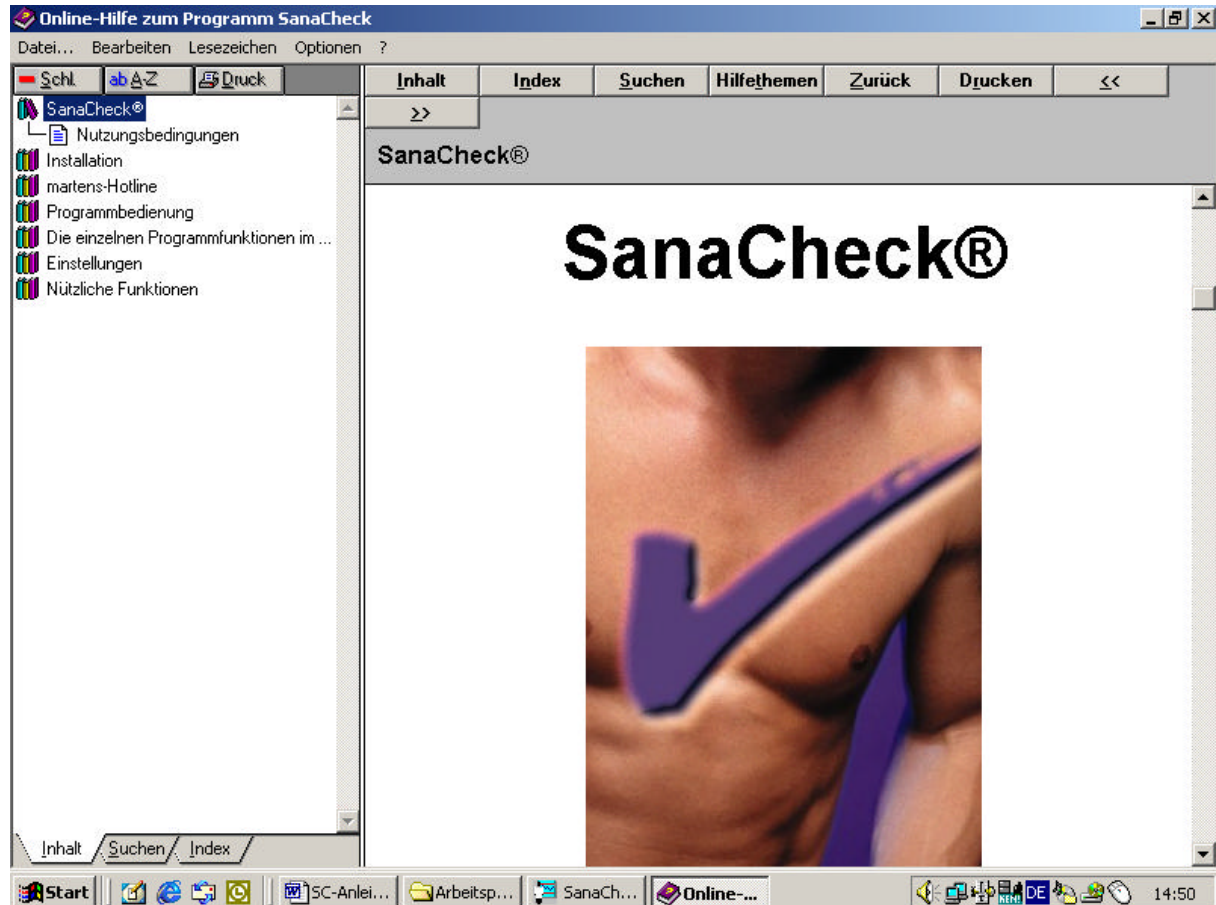 Online-Hilfe zum Programm SanaCheck
Datei... Bearbeiten Lesezeichen Optionen ?
Schl. ab A-Z Druck
Inhalt Index Suchen Hilfethemen Zurück Drucken <<
>>
SanaCheck®
Nutzungsbedingungen
Installation
martens-Hotline
Programmbedienung
Die einzelnen Programmfunktionen im ...
Einstellungen
Nützliche Funktionen
SanaCheck®
SanaCheck®
Inhalt Suchen Index
Start SC-Anlei... Arbeitsp... SanaCh... Online-... DE 14:50